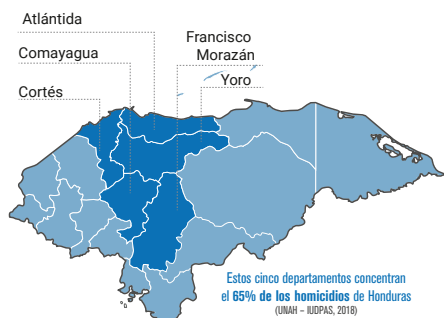 Atlántida
Comayagua
Cortés
Francisco
Morazán
Yoro
Estos cinco departamentos concentran
el 65% de los homicidios de Honduras
(UNAH – IUDPAS, 2018)